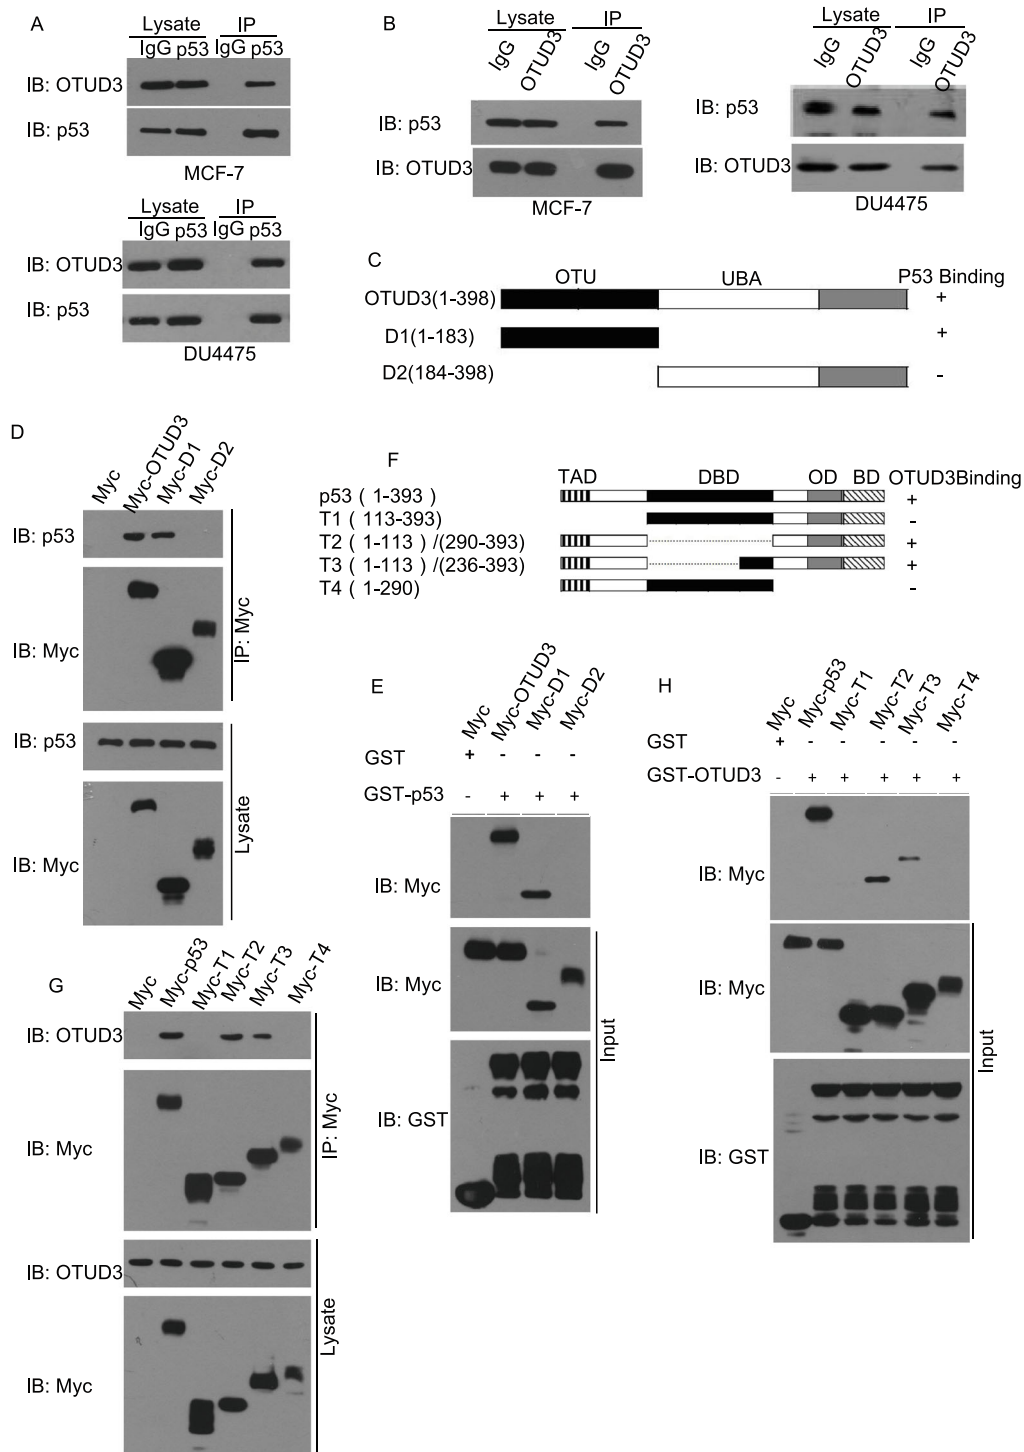 A
Lysate IP
IgG p53 IgG p53
IB: OTUD3
IB: p53
MCF-7
Lysate IP
IgG p53 IgG p53
IB: OTUD3
IB: p53
DU4475
B
Lysate IP
IgG OTUD3 IgG OTUD3
IB: p53
IB: OTUD3
MCF-7
Lysate IP
IgG OTUD3 IgG OTUD3
IB: p53
IB: OTUD3
DU4475
C
OTU UBA P53 Binding
OTUD3(1-398) +
D1(1-183) +
D2(184-398) -
D
Myc Myc-OTUD3 Myc-D1 Myc-D2
IB: p53
IB: Myc
IP: Myc
IB: p53
IB: Myc
Lysate
F
TAD DBD OD BD OTUD3Binding
p53 ( 1-393 ) +
T1 ( 113-393) -
T2 ( 1-113 ) /(290-393) +
T3 ( 1-113 ) /(236-393) +
T4 ( 1-290) -
E
Myc Myc-OTUD3 Myc-D1 Myc-D2
GST + - - -
GST-p53 - + + +
IB: Myc
IB: Myc
IB: GST
Input
H
Myc Myc-p53 Myc-T1 Myc-T2 Myc-T3 Myc-T4
GST + - - - - -
GST-OTUD3 - + + + + +
IB: Myc
IB: Myc
IB: GST
Input
G
Myc Myc-p53 Myc-T1 Myc-T2 Myc-T3 Myc-T4
IB: OTUD3
IB: Myc
IP: Myc
IB: OTUD3
IB: Myc
Lysate